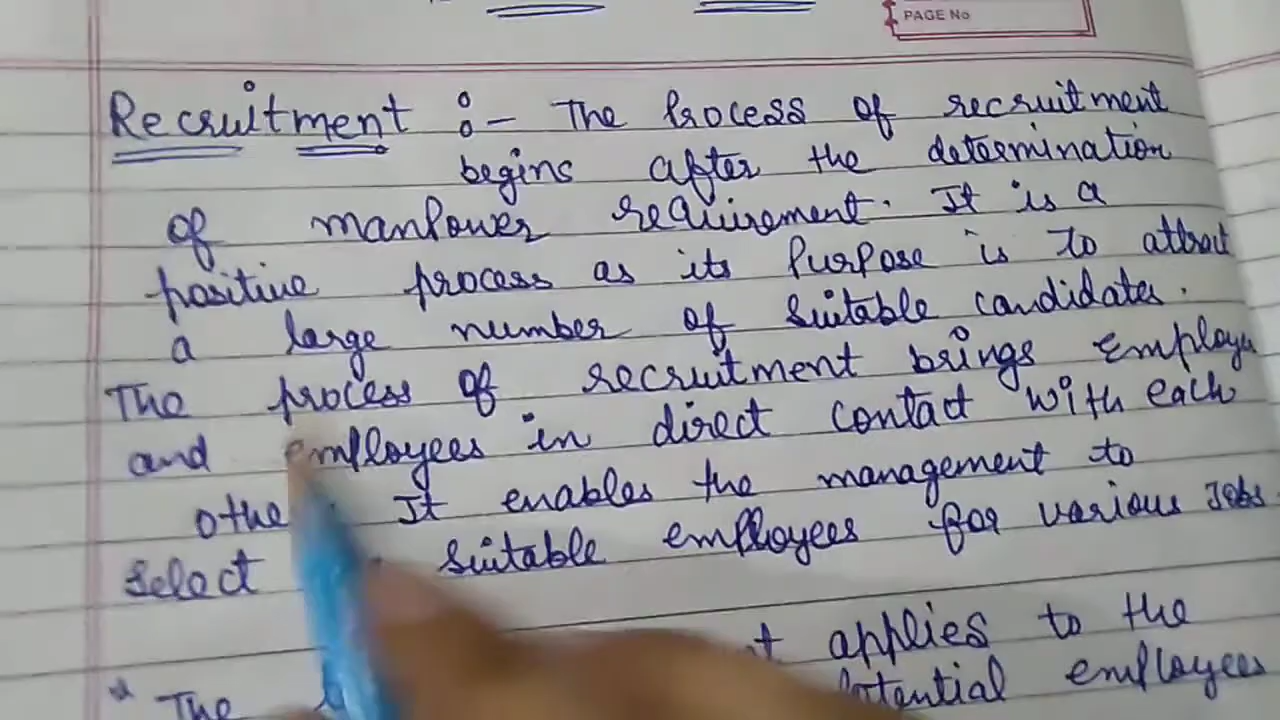 PAGE No
Recruitment :- The Process of recruitment
begins after the determination
of manpower requirement. It is a
positive process as its Purpose is to attract
a large number of suitable candidates.
The process of recruitment brings
and employees in direct contact with each
It enables the management to
select suitable employees for various Jobs.
applies to the
* The potential employees